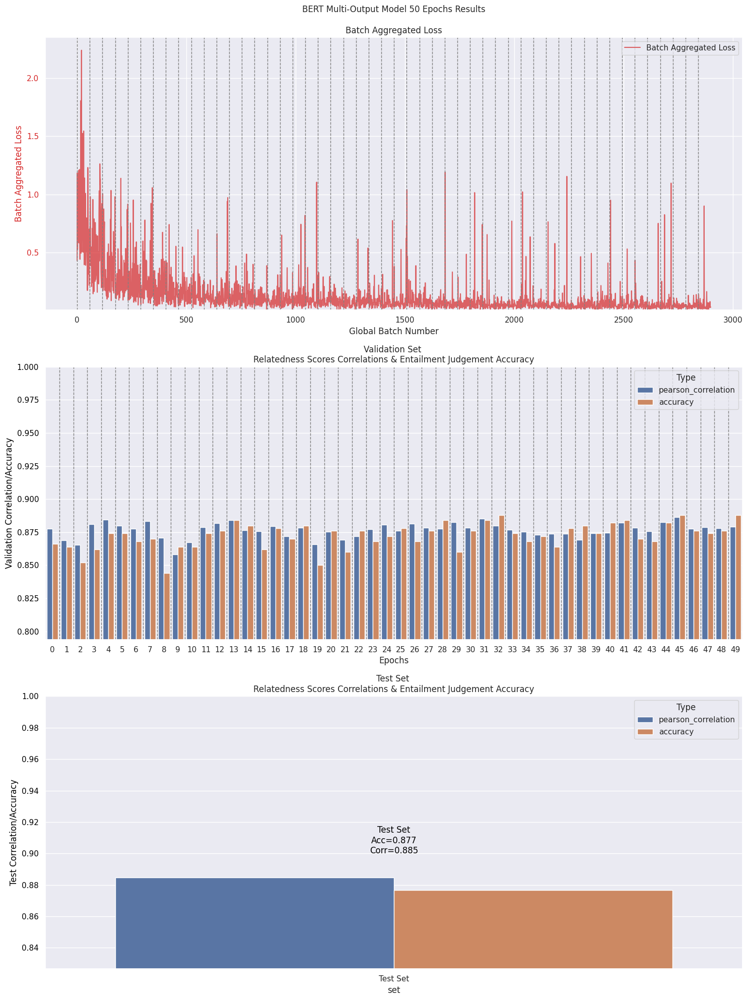 BERT Multi-Output Model 50 Epochs Results
Batch Aggregated Loss
Batch Aggregated Loss
2.0
1.5
1.0
0.5
Batch Aggregated Loss
0 500 1000 1500 2000 2500 3000
Global Batch Number
Validation Set
Relatedness Scores Correlations & Entailment Judgement Accuracy
Type
pearson_correlation
accuracy
1.000
0.975
0.950
0.925
0.900
0.875
0.850
0.825
0.800
Validation Correlation/Accuracy
0 1 2 3 4 5 6 7 8 9 10 11 12 13 14 15 16 17 18 19 20 21 22 23 24 25 26 27 28 29 30 31 32 33 34 35 36 37 38 39 40 41 42 43 44 45 46 47 48 49
Epochs
Test Set
Relatedness Scores Correlations & Entailment Judgement Accuracy
Type
pearson_correlation
accuracy
1.00
0.98
0.96
0.94
0.92
0.90
0.88
0.86
0.84
Test Correlation/Accuracy
Test Set
Acc=0.877
Corr=0.885
Test Set
set